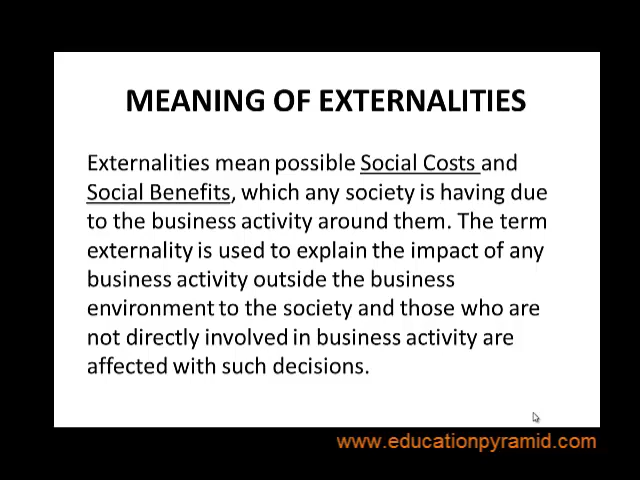 MEANING OF EXTERNALITIES
Externalities mean possible Social Costs and
Social Benefits, which any society is having due
to the business activity around them. The term
externality is used to explain the impact of any
business activity outside the business
environment to the society and those who are
not directly involved in business activity are
affected with such decisions.
www.educationpyramid.com